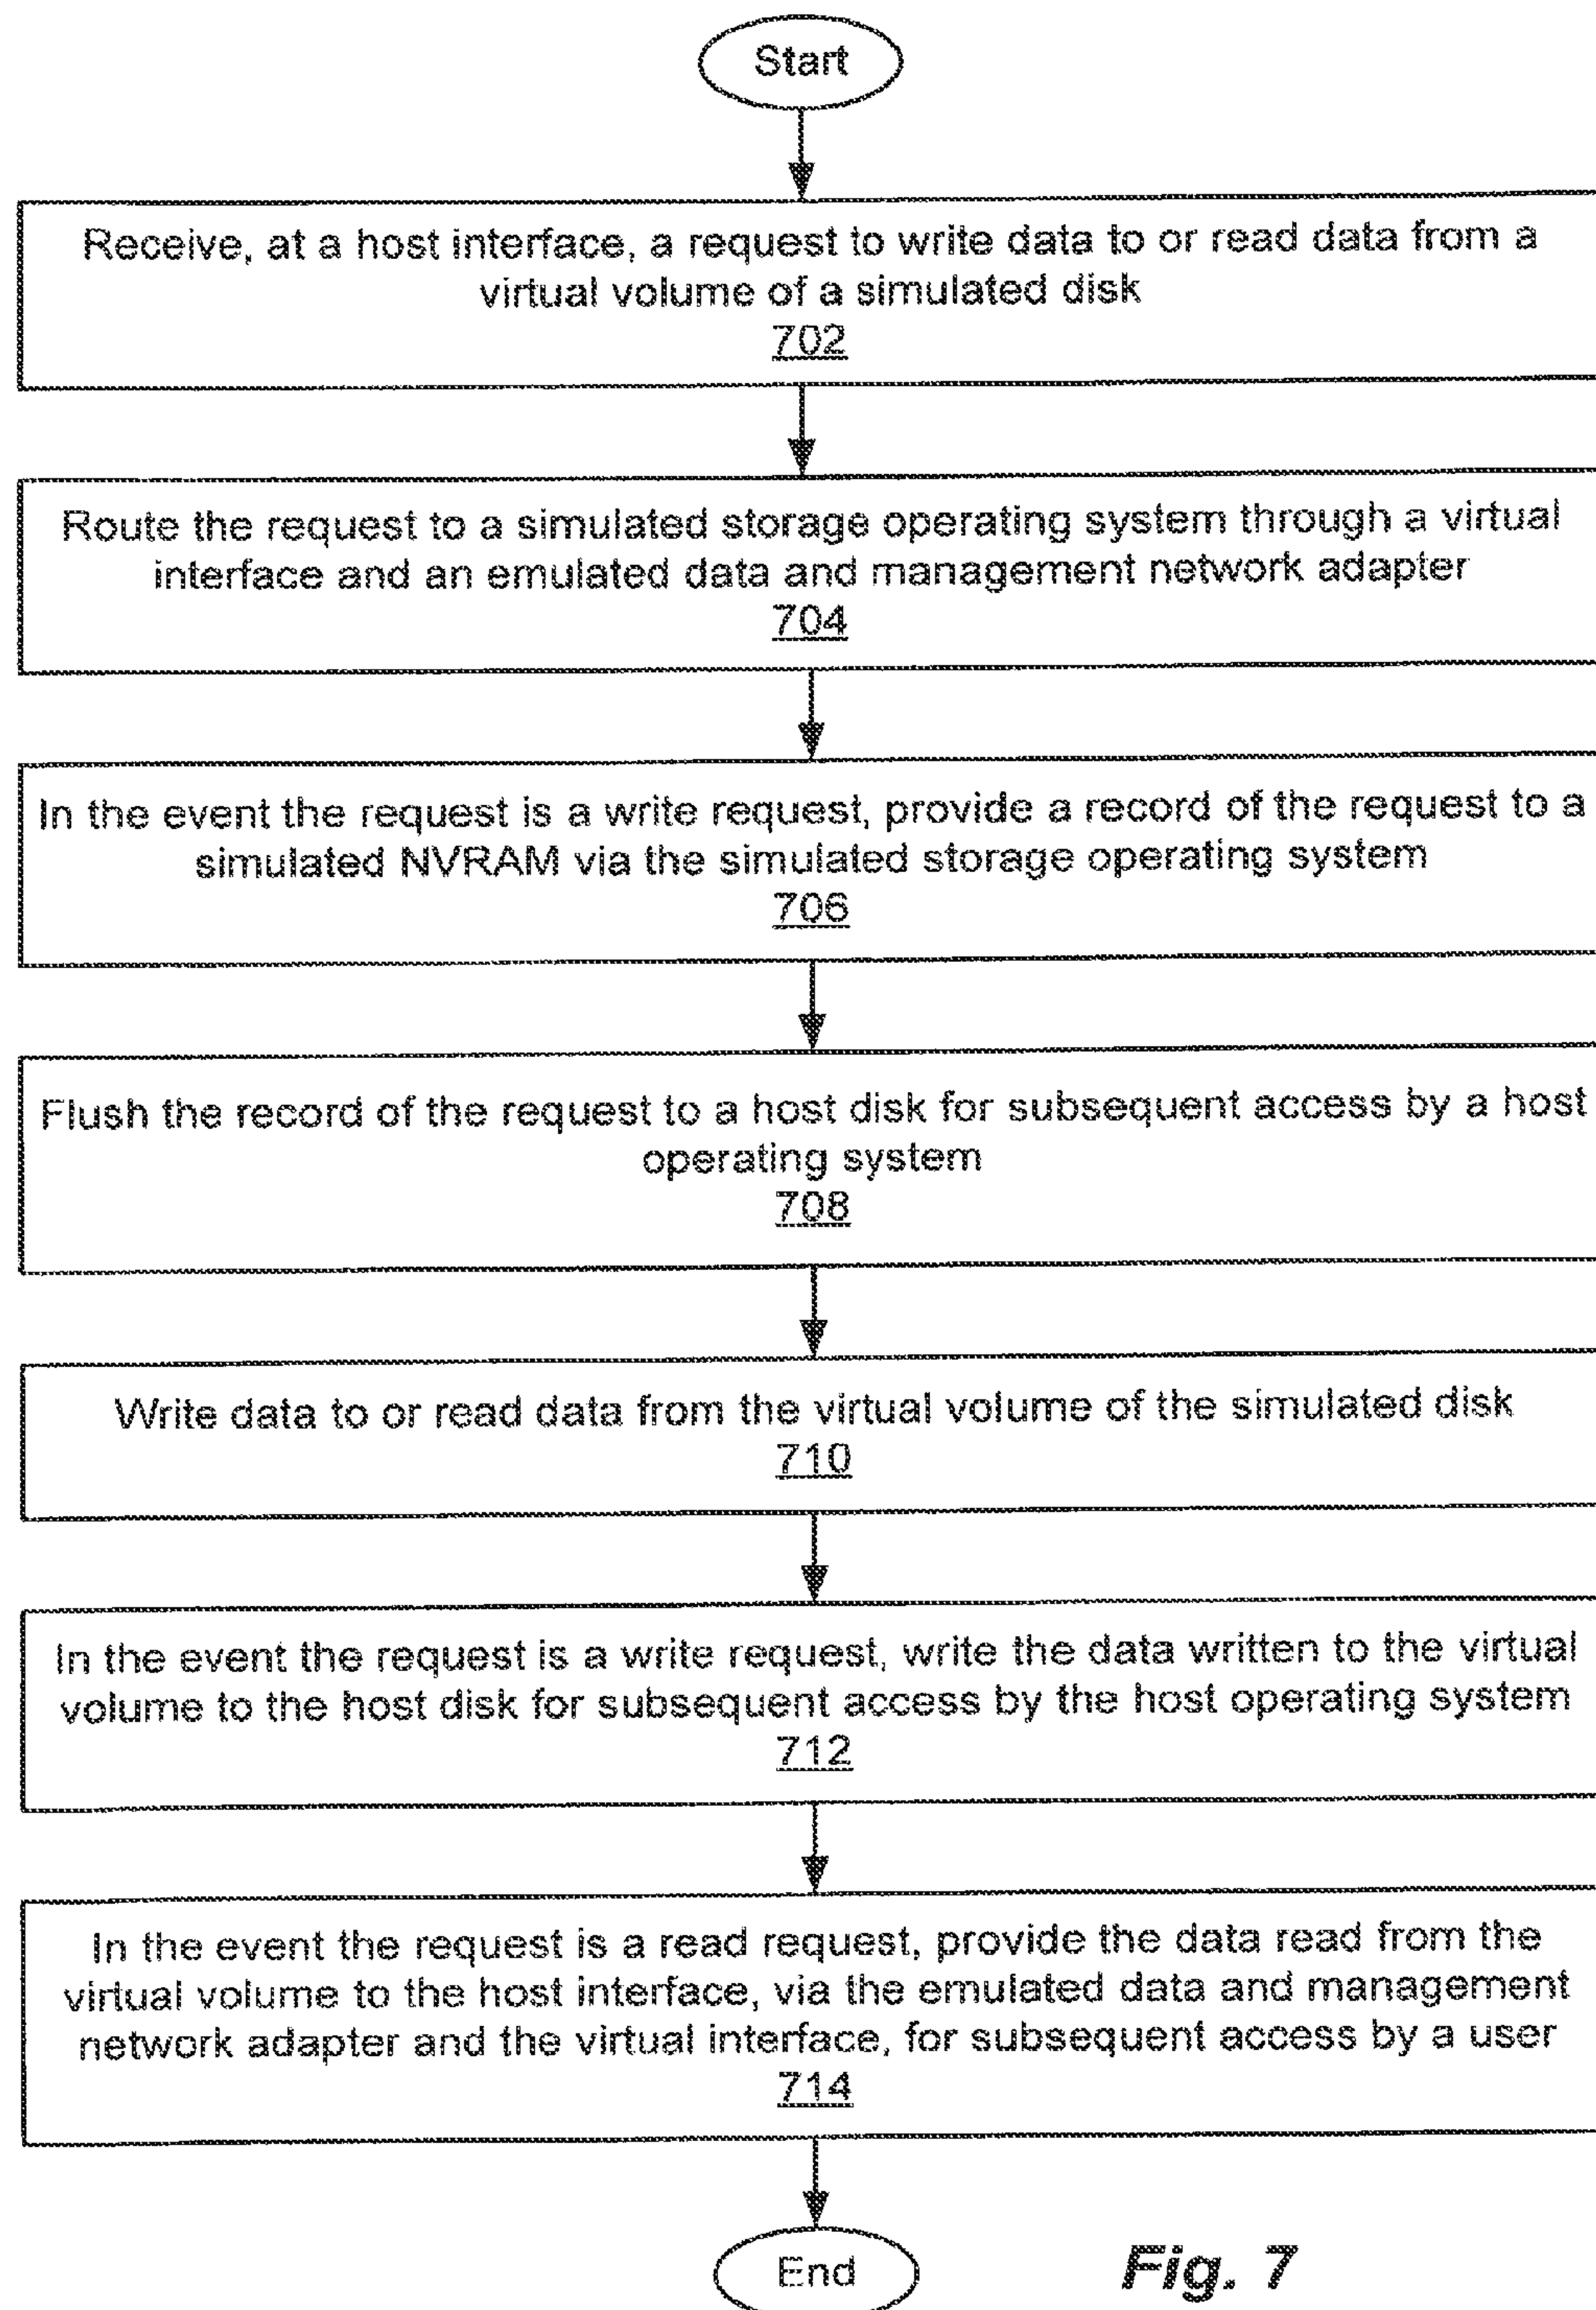 Start
Receive, at a host interface, a request to write data to or read data from a
virtual volume of a simulated disk
702
Route the request to a simulated storage operating system through a virtual
interface and an emulated data and management network adapter
704
In the event the request is a write request, provide a record of the request to a
simulated NVRAM via the simulated storage operating system
706
Flush the record of the request to a host disk for subsequent access by a host
operating system
708
Write data to or read data from the virtual volume of the simulated disk
710
In the event the request is a write request, write the data written to the virtual
volume to the host disk for subsequent access by the host operating system
712
In the event the request is a read request, provide the data read from the
virtual volume to the host interface, via the emulated data and management
network adapter and the virtual interface, for subsequent access by a user
714
End
Fig. 7